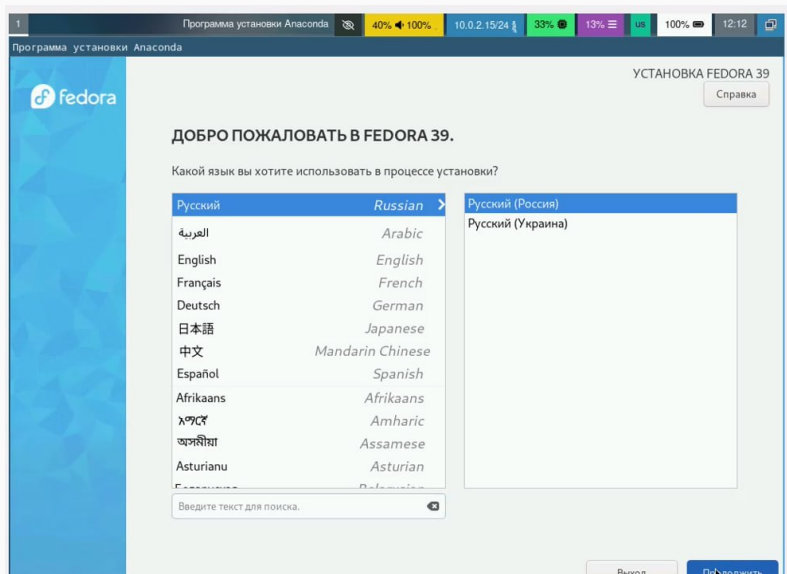 1 Программа установки Anaconda 40% 100% 10.0.2.15/24 33% 13% us 100% 12:12
Программа установки Anaconda
fedora
УСТАНОВКА FEDORA 39
Справка
ДОБРО ПОЖАЛОВАТЬ В FEDORA 39.
Какой язык вы хотите использовать в процессе установки?
Русский Russian
العربية Arabic
English English
Français French
Deutsch German
日本語 Japanese
中文 Mandarin Chinese
Español Spanish
Afrikaans Afrikaans
አማርኛ Amharic
অসমীয়া Assamese
Asturianu Asturian
Русский (Россия)
Русский (Украина)
Введите текст для поиска.
Выход Продолжить